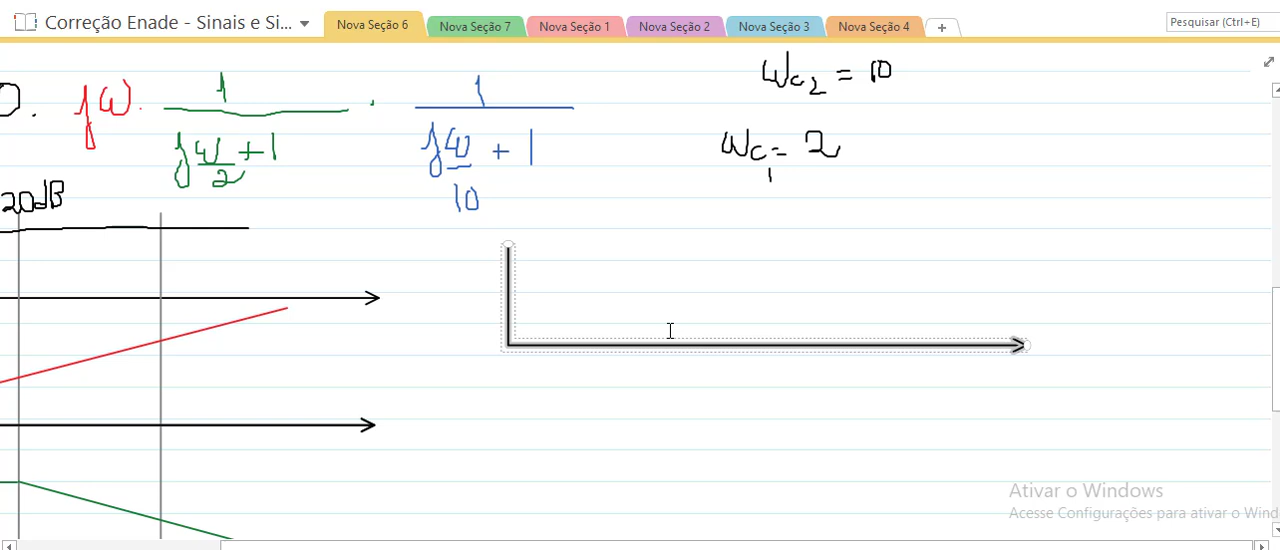 Correção Enade - Sinais e Si...
Nova Seção 6
Nova Seção 7
Nova Seção 1
Nova Seção 2
Nova Seção 3
Nova Seção 4
Pesquisar (Ctrl+E)
0. jω · 1 · 1
jω/2 + 1
jω/10 + 1
ωc2 = 10
ωc1 = 2
20dB
Ativar o Windows
Acesse Configurações para ativar o Wind